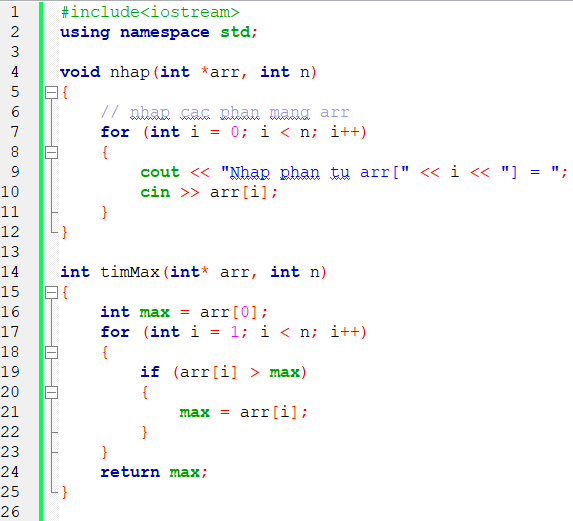 1 #include<iostream>
2 using namespace std;
3
4 void nhap(int *arr, int n)
5 {
6 // nhap cac phan mang arr
7 for (int i = 0; i < n; i++)
8 {
9 cout << "Nhap phan tu arr[" << i << "] = ";
10 cin >> arr[i];
11 }
12 }
13
14 int timMax(int* arr, int n)
15 {
16 int max = arr[0];
17 for (int i = 1; i < n; i++)
18 {
19 if (arr[i] > max)
20 {
21 max = arr[i];
22 }
23 }
24 return max;
25 }
26